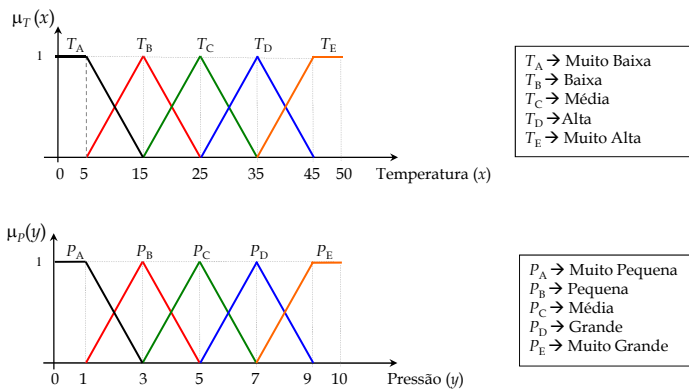 μT (x)
1
TA
TB
TC
TD
TE
0 5 15 25 35 45 50 Temperatura (x)
TA → Muito Baixa
TB → Baixa
TC → Média
TD → Alta
TE → Muito Alta
μP(y)
1
PA
PB
PC
PD
PE
0 1 3 5 7 9 10 Pressão (y)
PA → Muito Pequena
PB → Pequena
PC → Média
PD → Grande
PE → Muito Grande